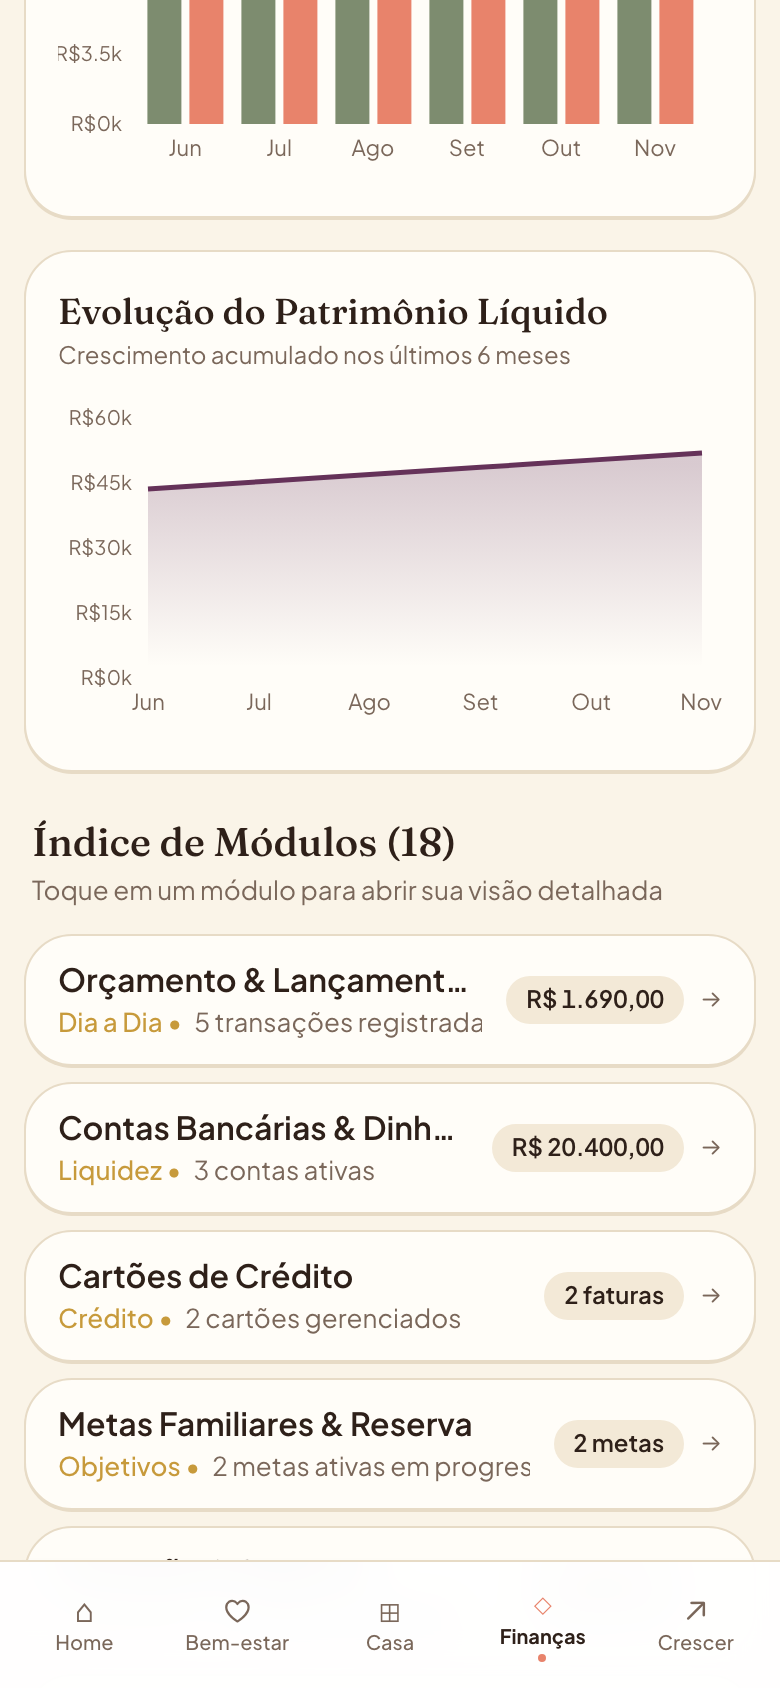 R$3.5k
R$0k
Jun Jul Ago Set Out Nov
Evolução do Patrimônio Líquido
Crescimento acumulado nos últimos 6 meses
R$60k
R$45k
R$30k
R$15k
R$0k
Jun Jul Ago Set Out Nov
Índice de Módulos (18)
Toque em um módulo para abrir sua visão detalhada
Orçamento & Lançament...
R$ 1.690,00 →
Dia a Dia • 5 transações registrada
Contas Bancárias & Dinh...
R$ 20.400,00 →
Liquidez • 3 contas ativas
Cartões de Crédito
2 faturas →
Crédito • 2 cartões gerenciados
Metas Familiares & Reserva
2 metas →
Objetivos • 2 metas ativas em progres
Home Bem-estar Casa Finanças Crescer